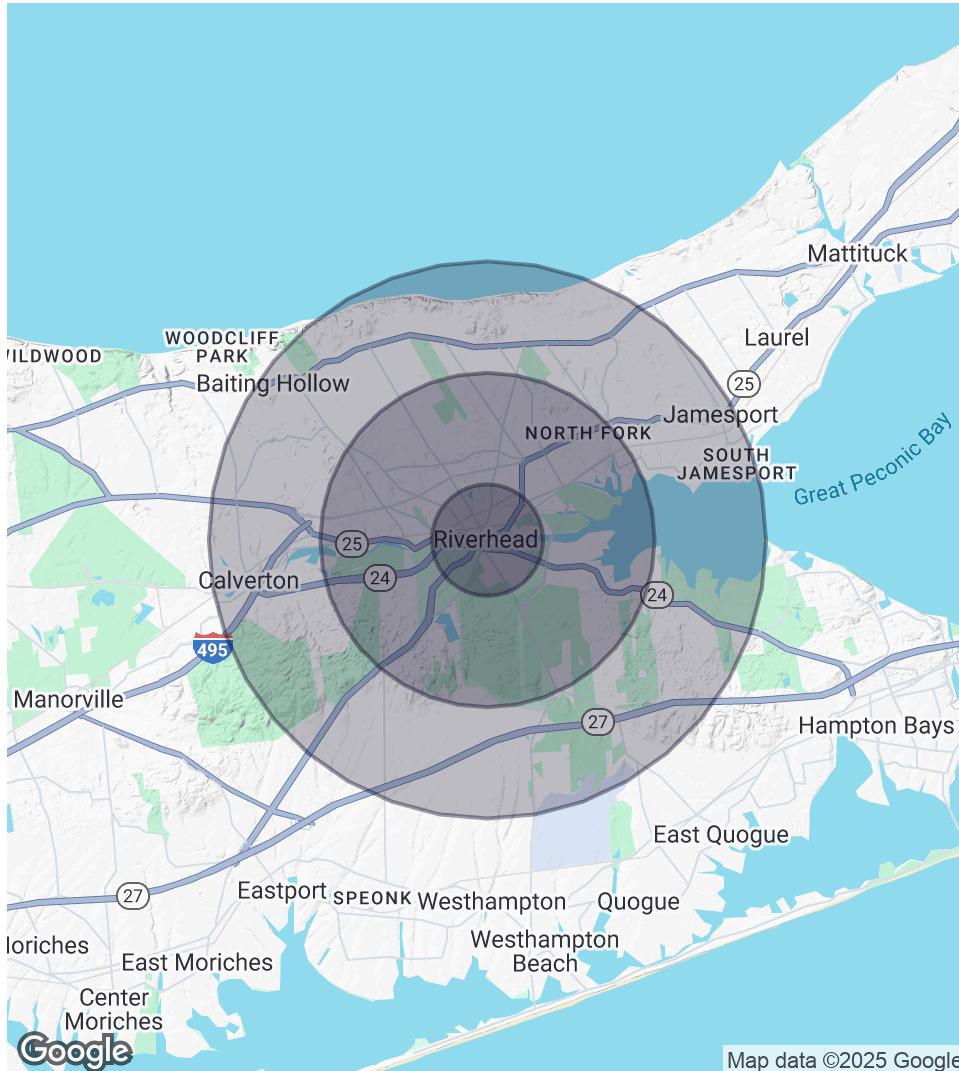 Mattituck
WOODCLIFF
PARK
VILDWOOD
Laurel
Baiting Hollow
25
Jamesport
NORTH FORK
SOUTH
JAMESPORT
Great Peconic Bay
Riverhead
25
Calverton
24
24
495
Manorville
27
Hampton Bays
East Quogue
Eastport
SPEONK
Westhampton
Quogue
27
Moriches
Westhampton
Beach
East Moriches
Center
Moriches
Google
Map data ©2025 Google